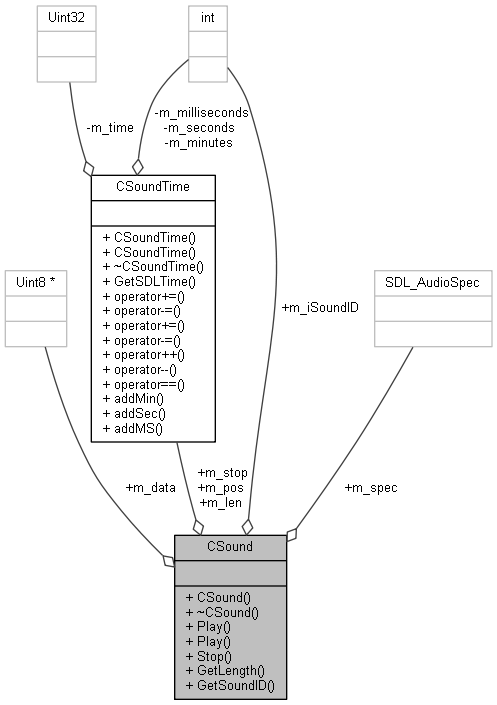 Uint32
int
-m_time
-m_milliseconds
-m_seconds
-m_minutes
CSoundTime
+ CSoundTime()
+ CSoundTime()
+ ~CSoundTime()
+ GetSDLTime()
+ operator+=()
+ operator-=()
+ operator+=()
+ operator-=()
+ operator++()
+ operator--()
+ operator==()
+ addMin()
+ addSec()
+ addMS()
Uint8 *
SDL_AudioSpec
+m_iSoundID
+m_data
+m_stop
+m_pos
+m_len
+m_spec
CSound
+ CSound()
+ ~CSound()
+ Play()
+ Play()
+ Stop()
+ GetLength()
+ GetSoundID()